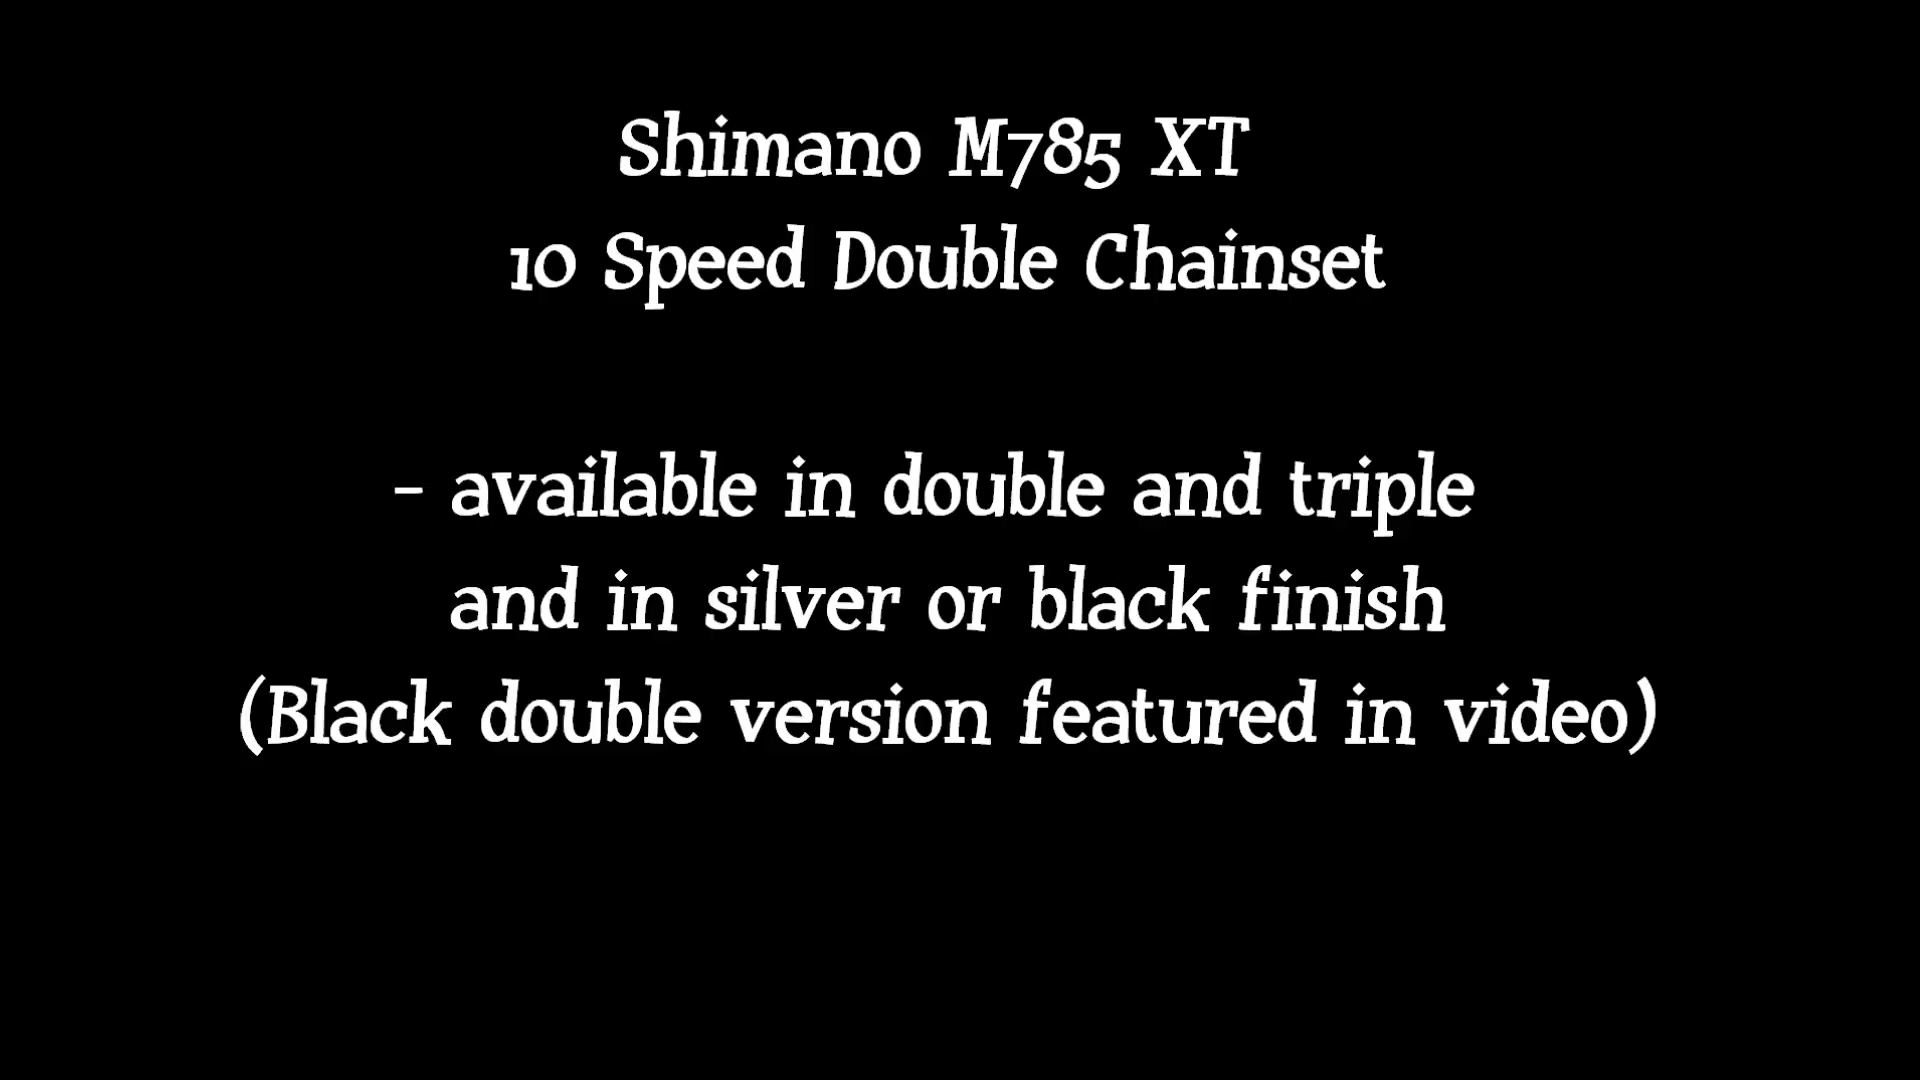 Shimano M785 XT
10 Speed Double Chainset
- available in double and triple
and in silver or black finish
(Black double version featured in video)